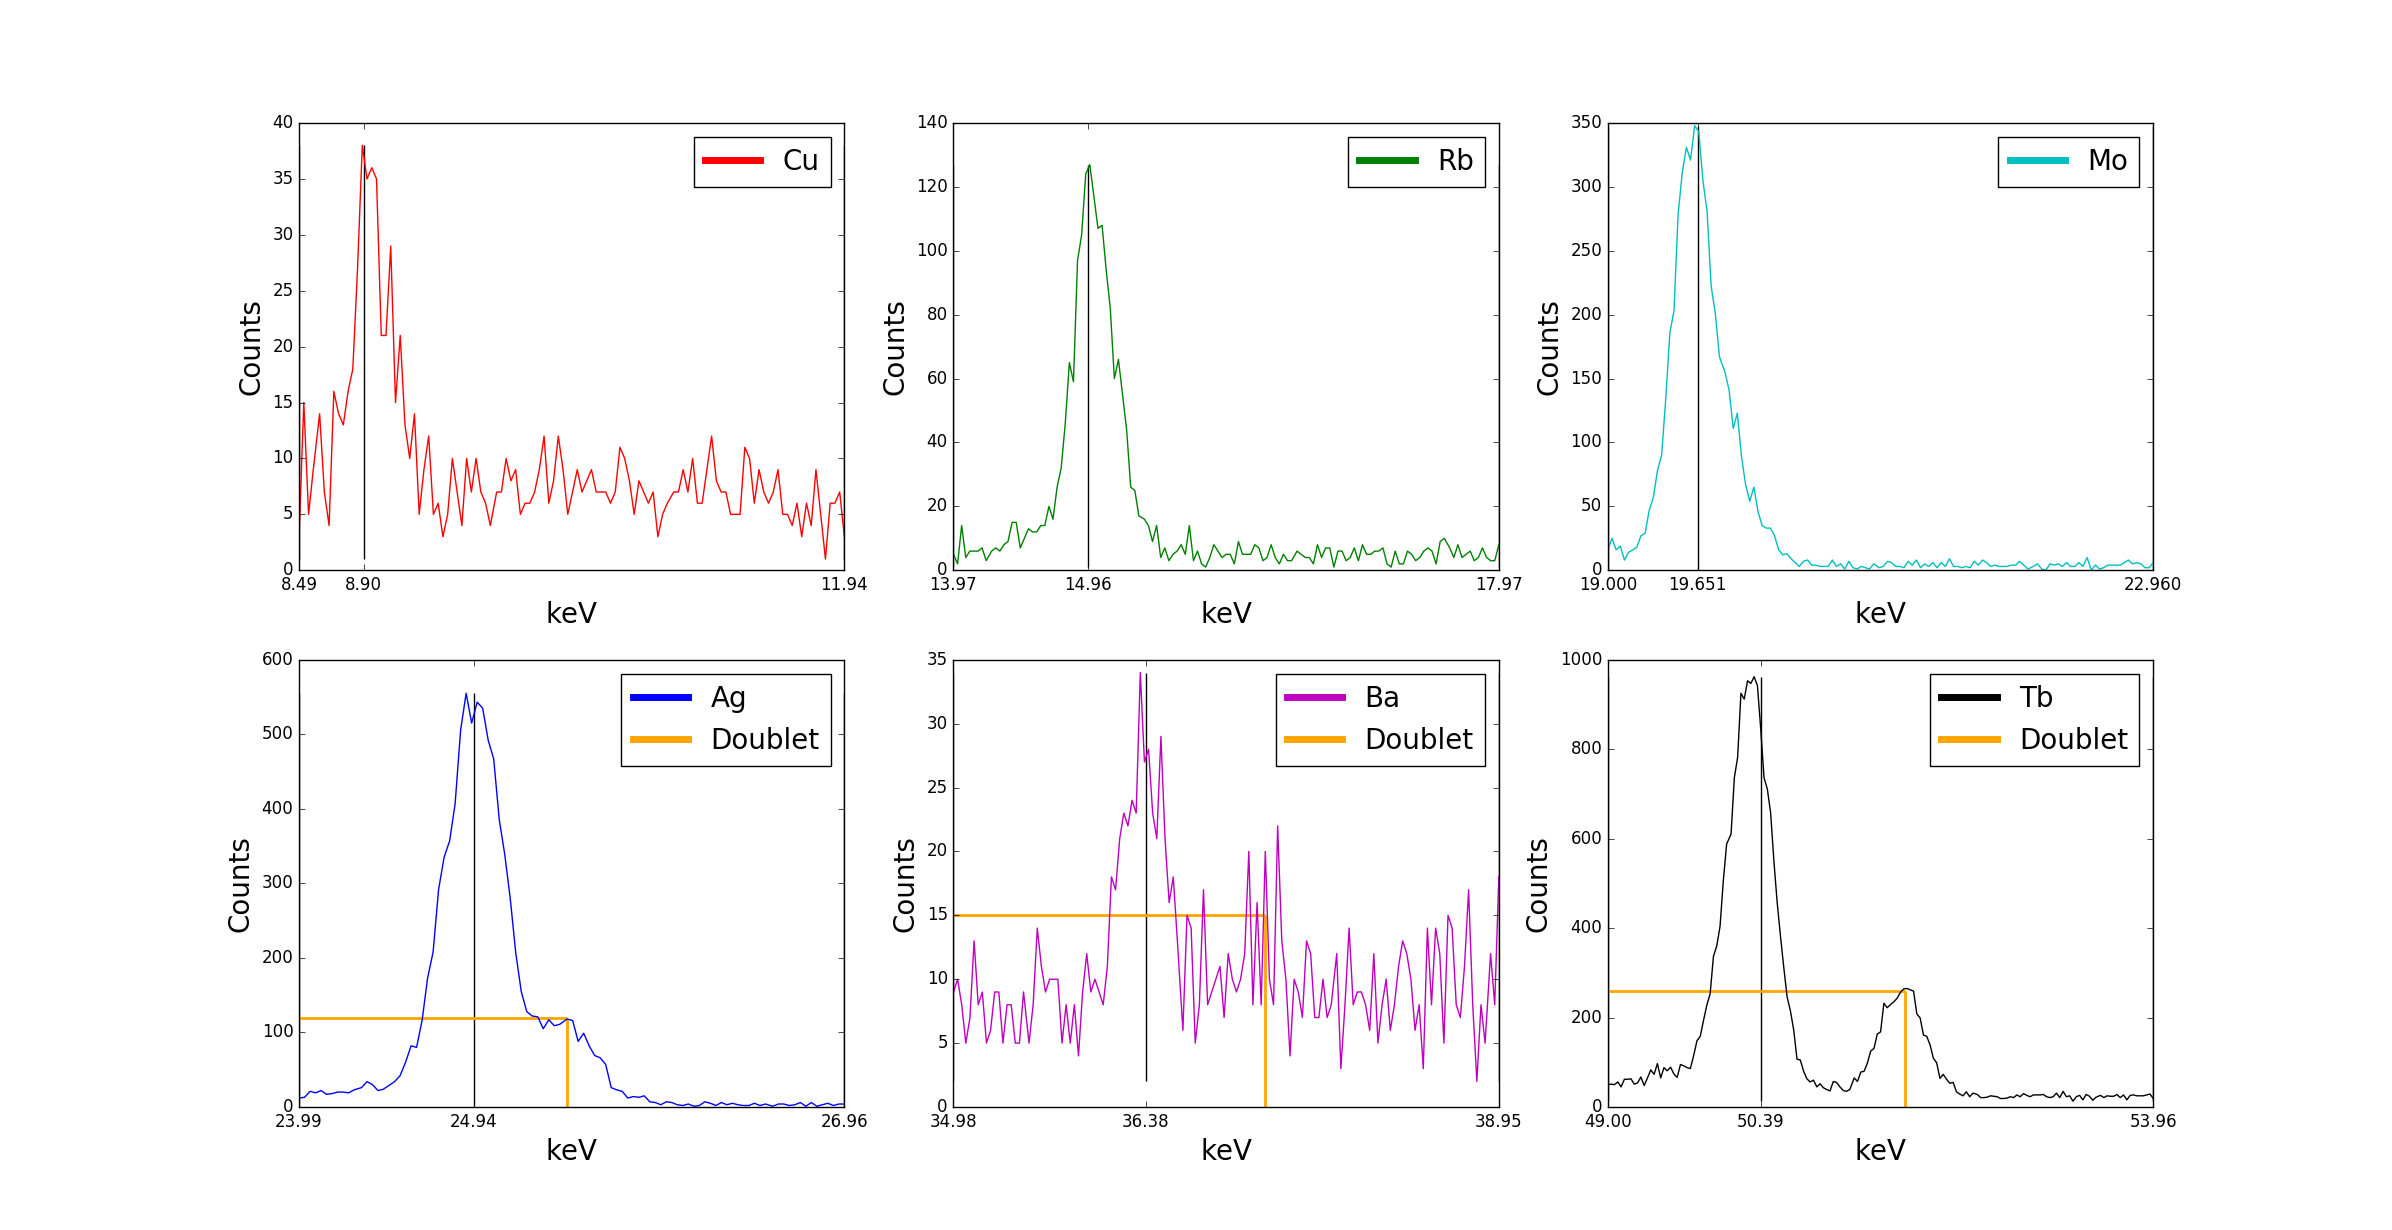 Cu
Counts
40
35
30
25
20
15
10
5
0
8.49 8.90 11.94
keV
Rb
Counts
140
120
100
80
60
40
20
0
13.97 14.96 17.97
keV
Mo
Counts
350
300
250
200
150
100
50
0
19.000 19.651 22.960
keV
Ag
Doublet
Counts
600
500
400
300
200
100
0
23.99 24.94 26.96
keV
Ba
Doublet
Counts
35
30
25
20
15
10
5
0
34.98 36.38 38.95
keV
Tb
Doublet
Counts
1000
800
600
400
200
0
49.00 50.39 53.96
keV